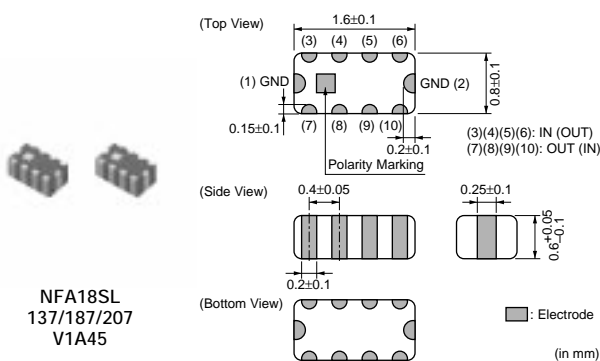 (Top View)
1.6±0.1
(3) (4) (5) (6)
(1) GND
GND (2)
0.8±0.1
0.15±0.1
(7) (8) (9) (10)
0.2±0.1
(3)(4)(5)(6): IN (OUT)
(7)(8)(9)(10): OUT (IN)
Polarity Marking
(Side View)
0.4±0.05
0.25±0.1
0.6+0.05
–0.1
0.2±0.1
(Bottom View)
NFA18SL
137/187/207
V1A45
: Electrode
(in mm)